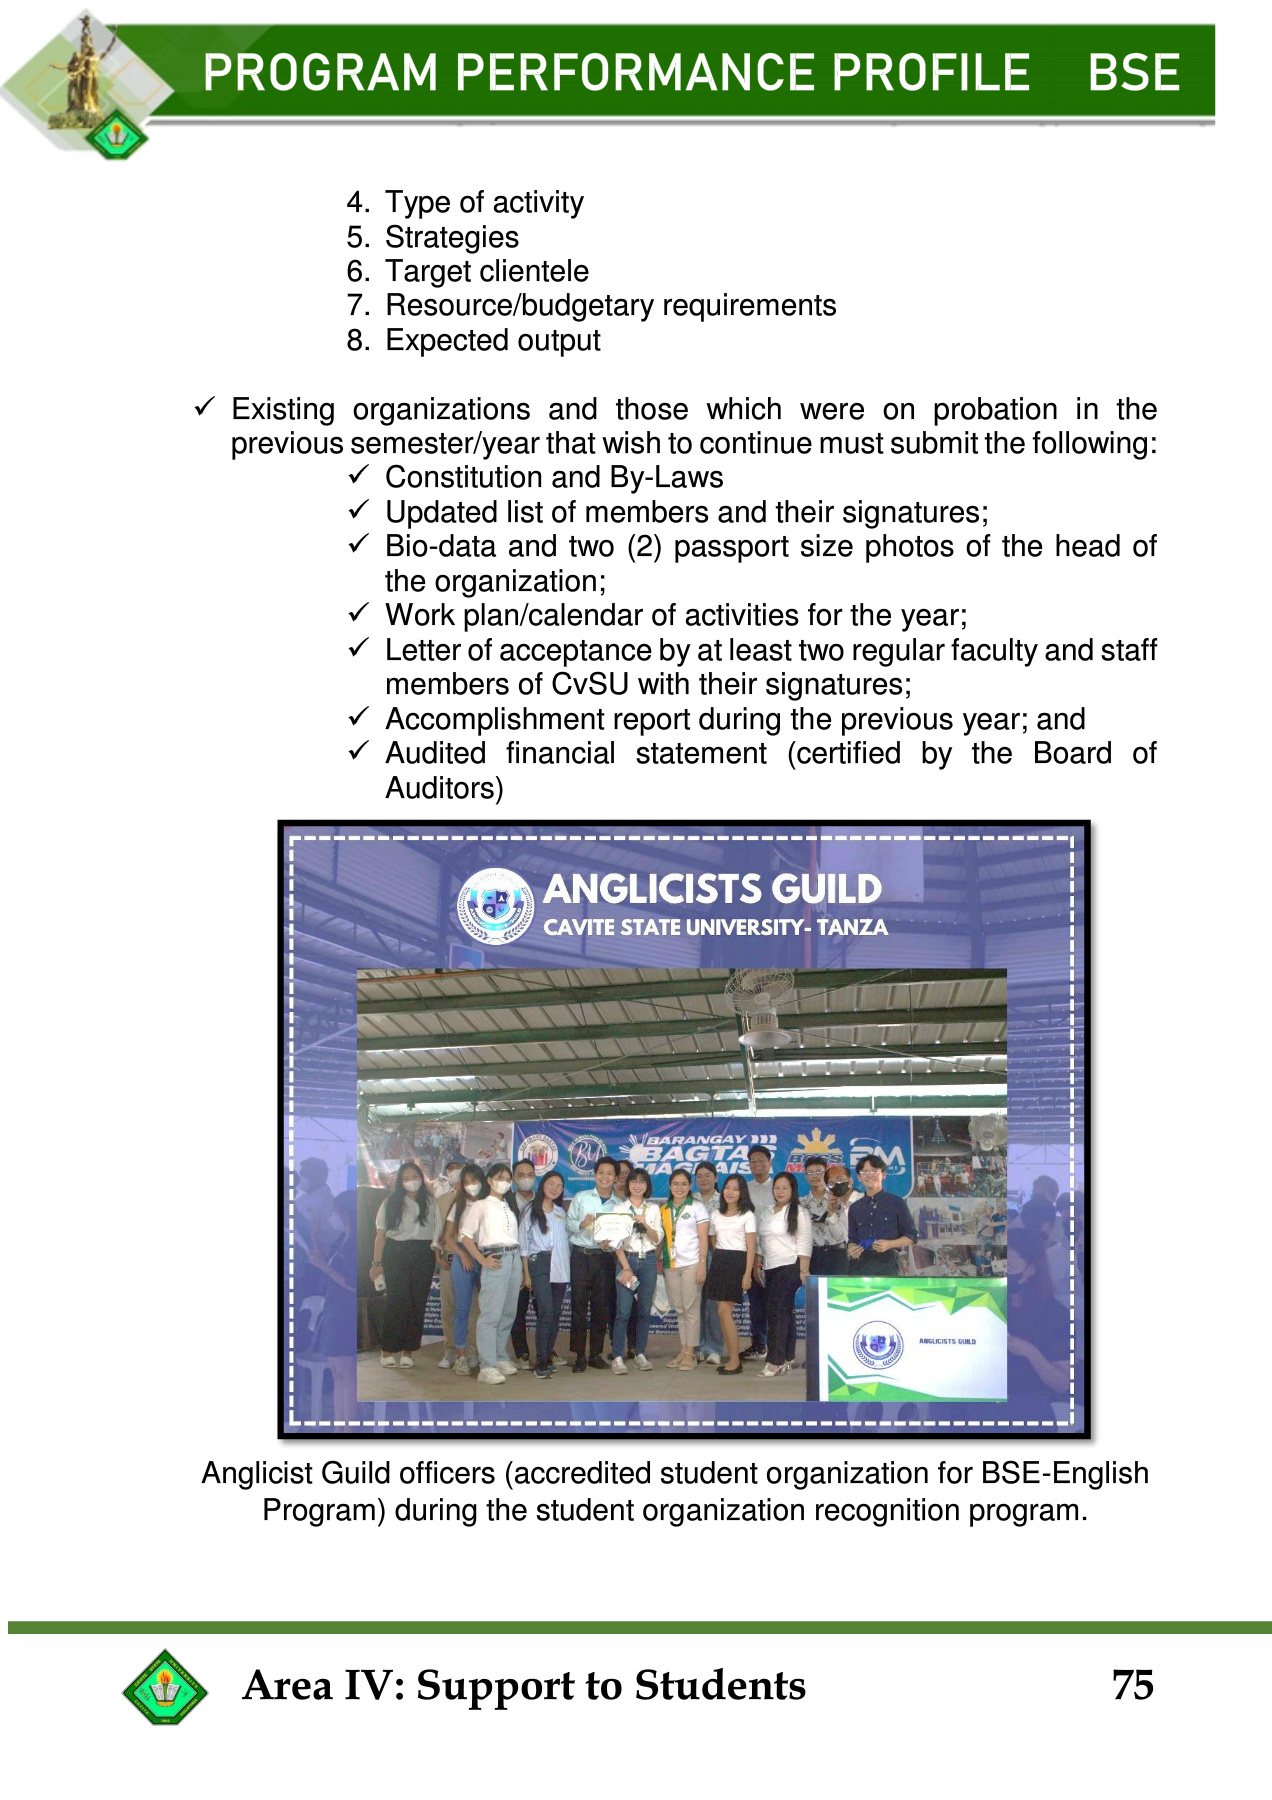 PROGRAM PERFORMANCE PROFILE BSE
4. Type of activity
5. Strategies
6. Target clientele
7. Resource/budgetary requirements
8. Expected output
✓ Existing organizations and those which were on probation in the
previous semester/year that wish to continue must submit the following:
✓ Constitution and By-Laws
✓ Updated list of members and their signatures;
✓ Bio-data and two (2) passport size photos of the head of
the organization;
✓ Work plan/calendar of activities for the year;
✓ Letter of acceptance by at least two regular faculty and staff
members of CvSU with their signatures;
✓ Accomplishment report during the previous year; and
✓ Audited financial statement (certified by the Board of
Auditors)
ANGLICISTS GUILD
CAVITE STATE UNIVERSITY- TANZA
BARANGAY
BAGTAS
ANGLICISTS GUILD
Anglicist Guild officers (accredited student organization for BSE-English
Program) during the student organization recognition program.
Area IV: Support to Students 75